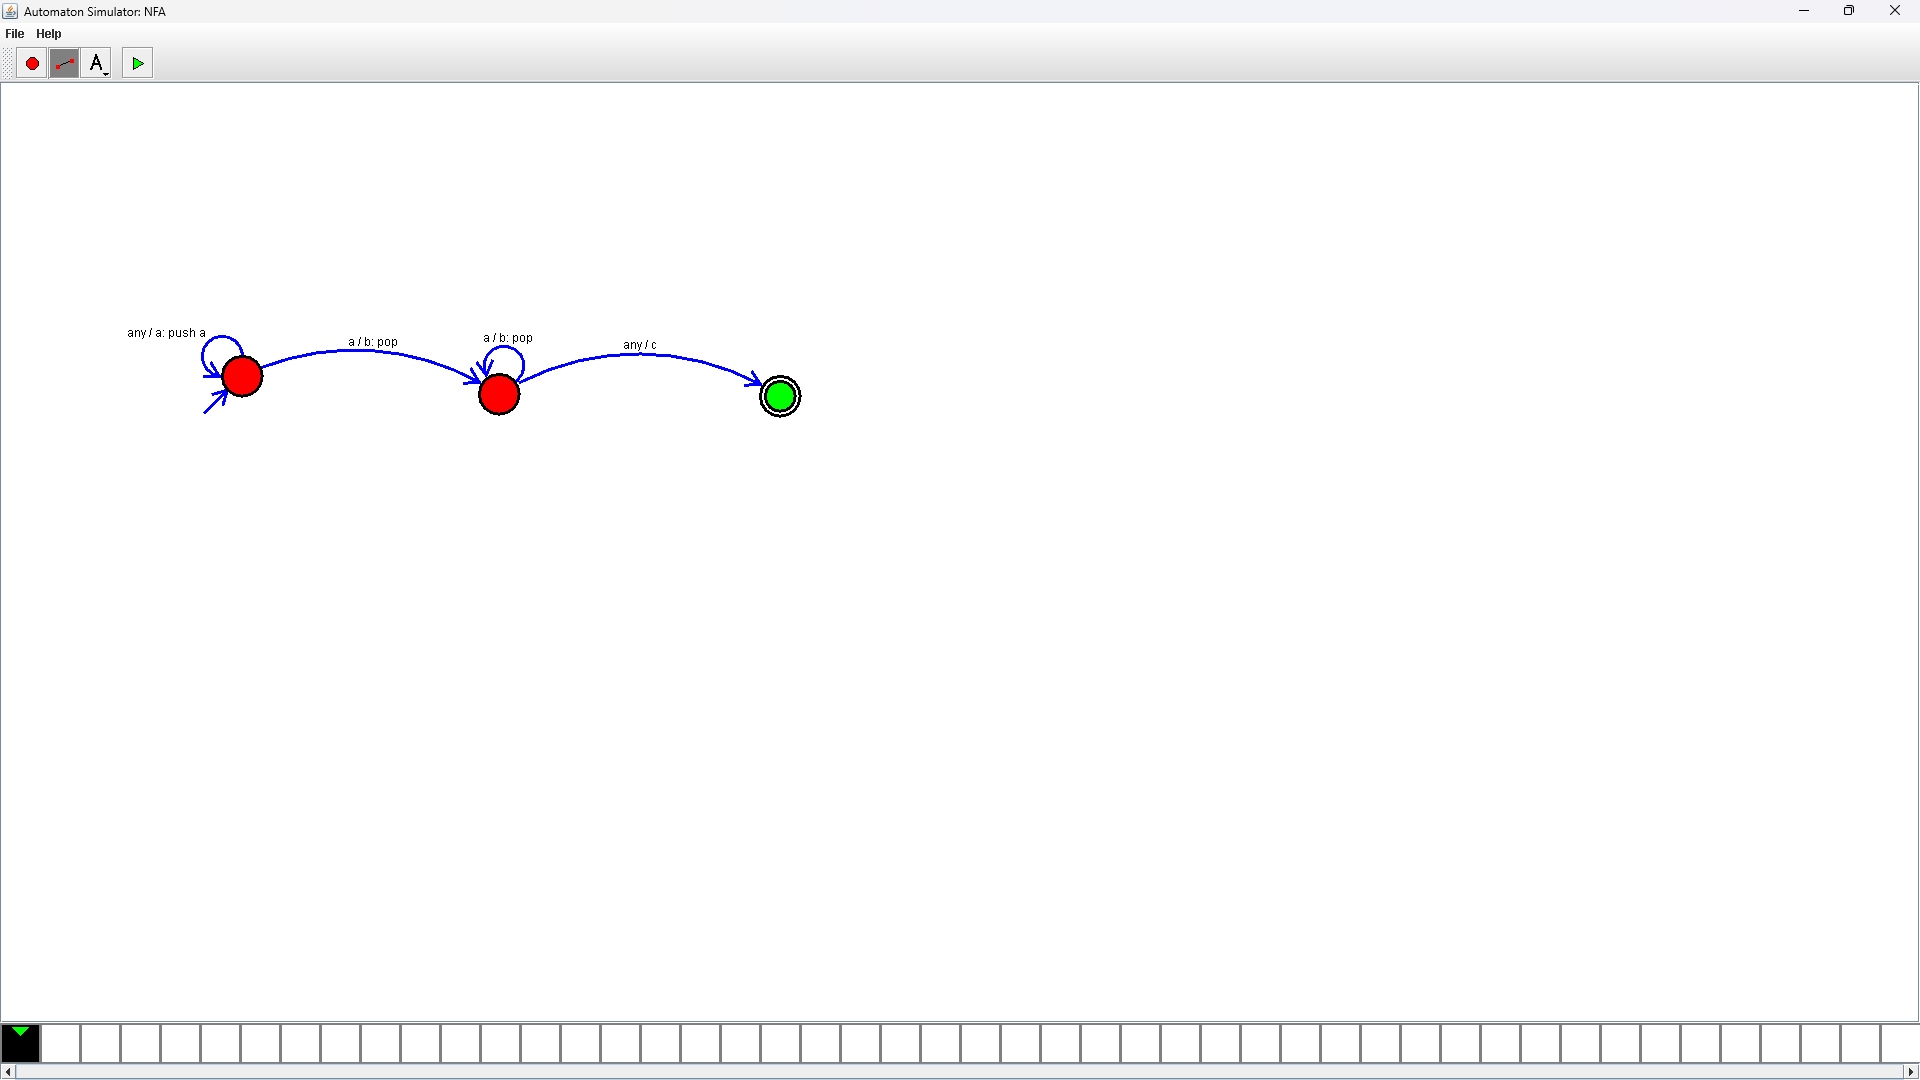 Automaton Simulator: NFA
File Help
A
any / a: push a
a / b: pop
a / b: pop
any / c